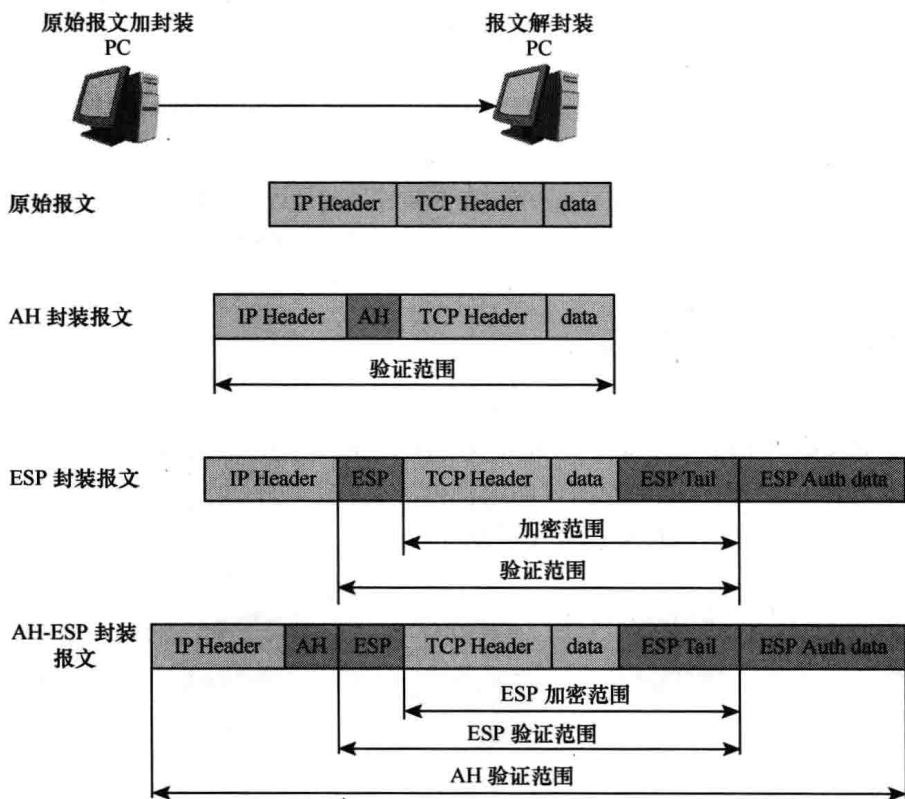 原始报文加封装
PC
报文解封装
PC
原始报文
IP Header TCP Header data
AH 封装报文
IP Header AH TCP Header data
验证范围
ESP 封装报文
IP Header ESP TCP Header data ESP Tail ESP Auth data
加密范围
验证范围
AH-ESP 封装
报文
IP Header AH ESP TCP Header data ESP Tail ESP Auth data
ESP 加密范围
ESP 验证范围
AH 验证范围